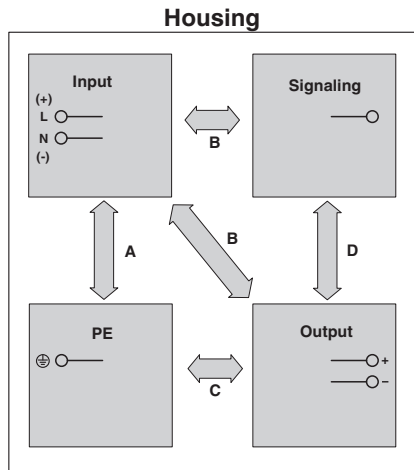 Housing
Input
(+)
L
N
(-)
B
Signaling
A
B
D
PE
C
Output
+
–